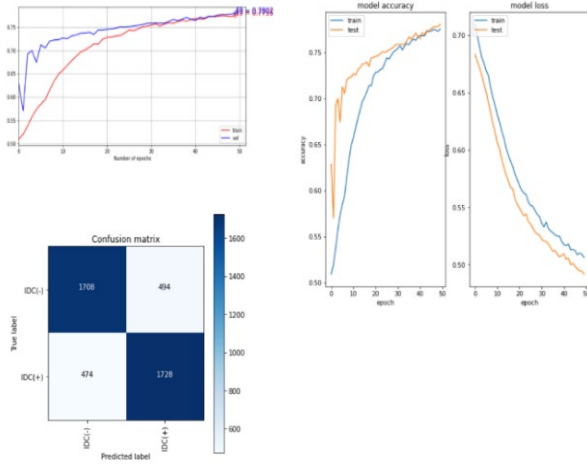 0.80
0.75
0.70
0.65
0.60
0.55
0.50
0 10 20 30 40 50
Number of epochs
train
val
model accuracy
train
test
0.75
0.70
0.65
0.60
0.55
0.50
accuracy
0 10 20 30 40 50
epoch
model loss
train
test
0.70
0.65
0.60
0.55
0.50
loss
0 10 20 30 40 50
epoch
Confusion matrix
IDC(-)
1708
494
IDC(+)
474
1728
True label
IDC(-)
IDC(+)
Predicted label
1600
1400
1200
1000
800
600